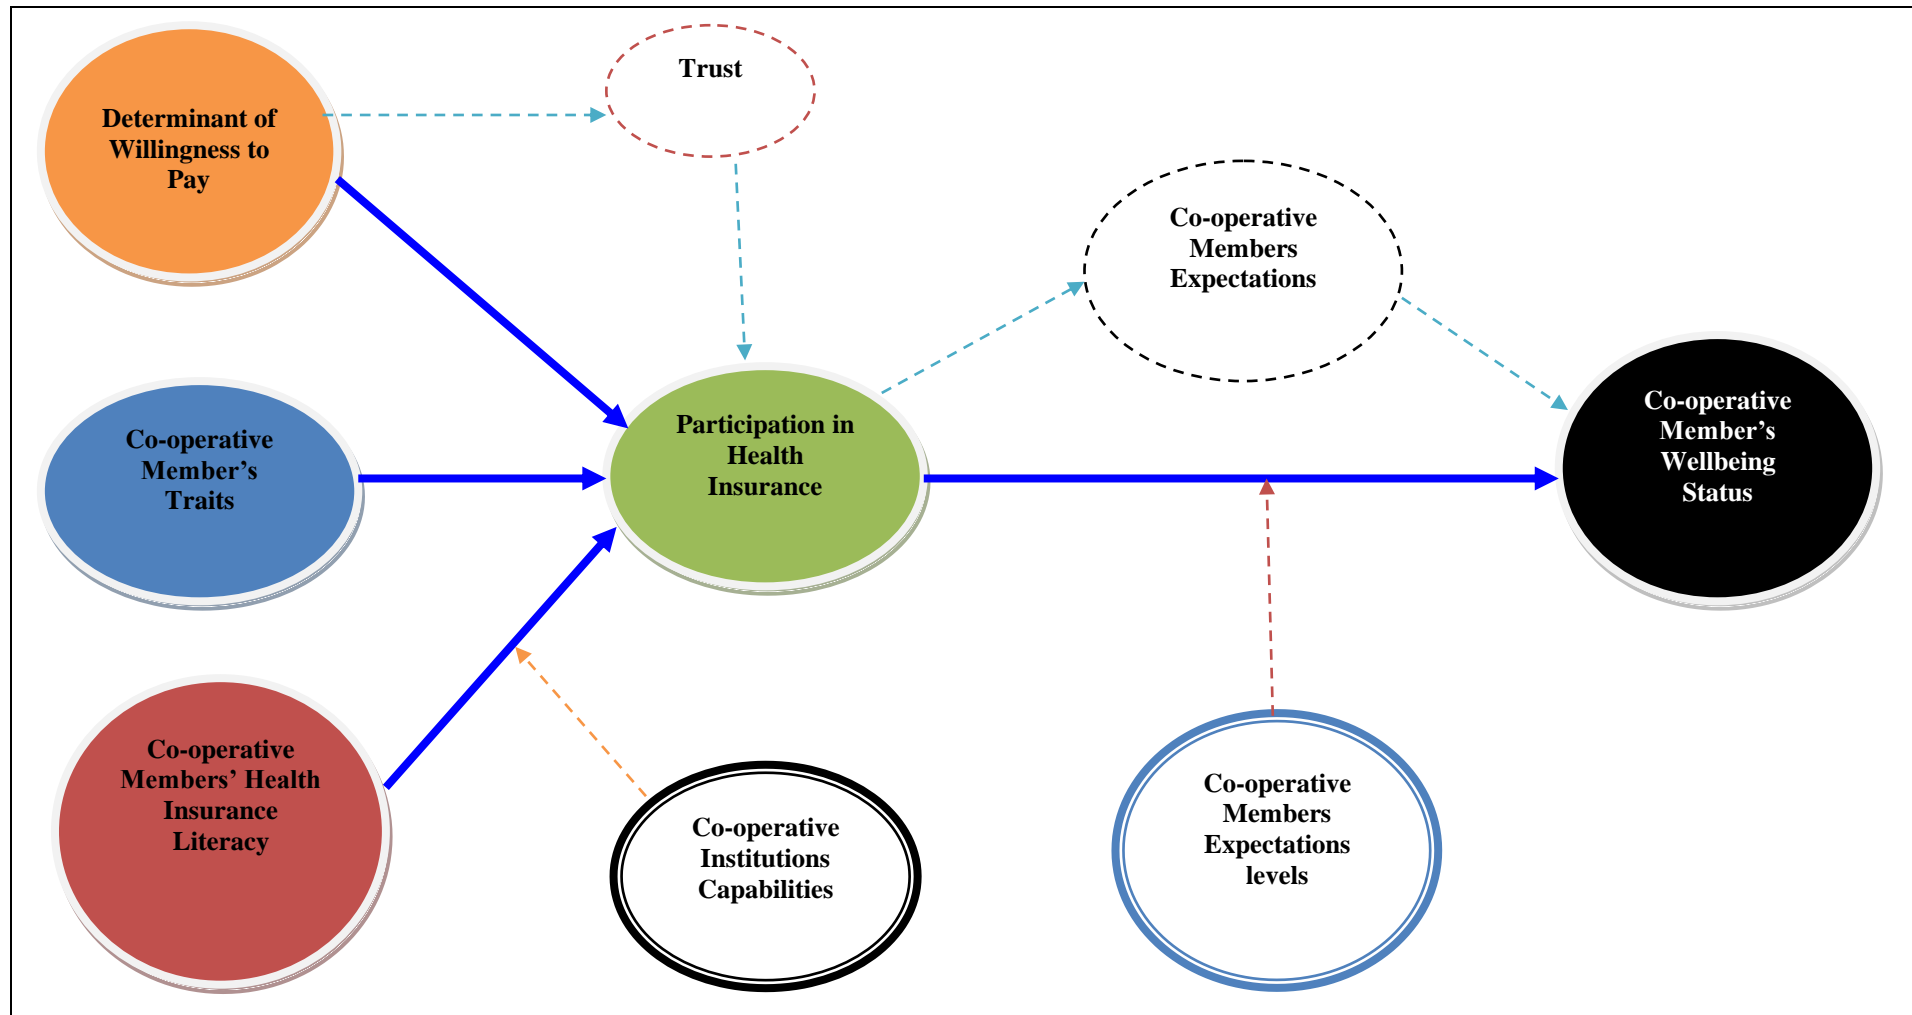 Determinant of
Willingness to
Pay
Trust
Co-operative
Members
Expectations
Co-operative
Member’s
Traits
Participation in
Health
Insurance
Co-operative
Member’s
Wellbeing
Status
Co-operative
Members’ Health
Insurance
Literacy
Co-operative
Institutions
Capabilities
Co-operative
Members
Expectations
levels